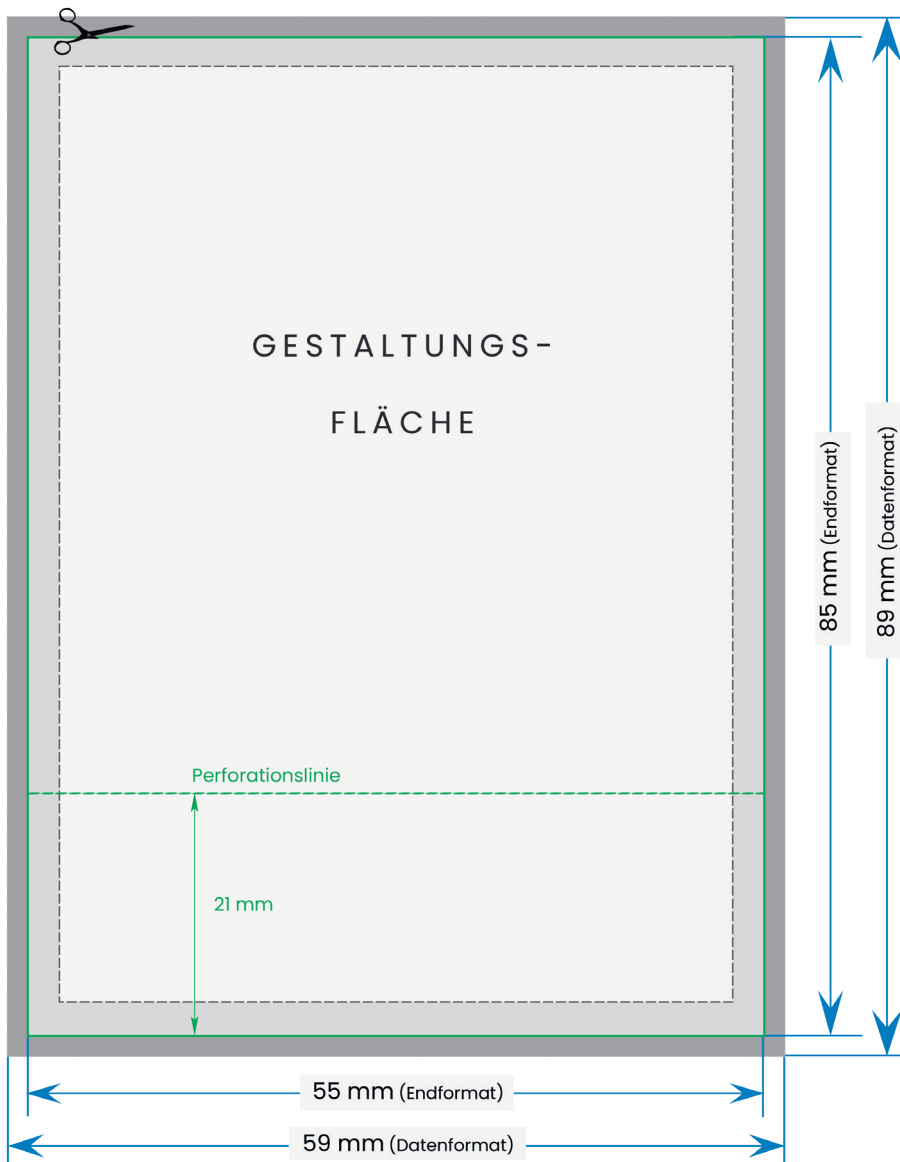 GESTALTUNGS-
FLÄCHE
85 mm (Endformat)
89 mm (Datenformat)
Perforationslinie
21 mm
55 mm (Endformat)
59 mm (Datenformat)